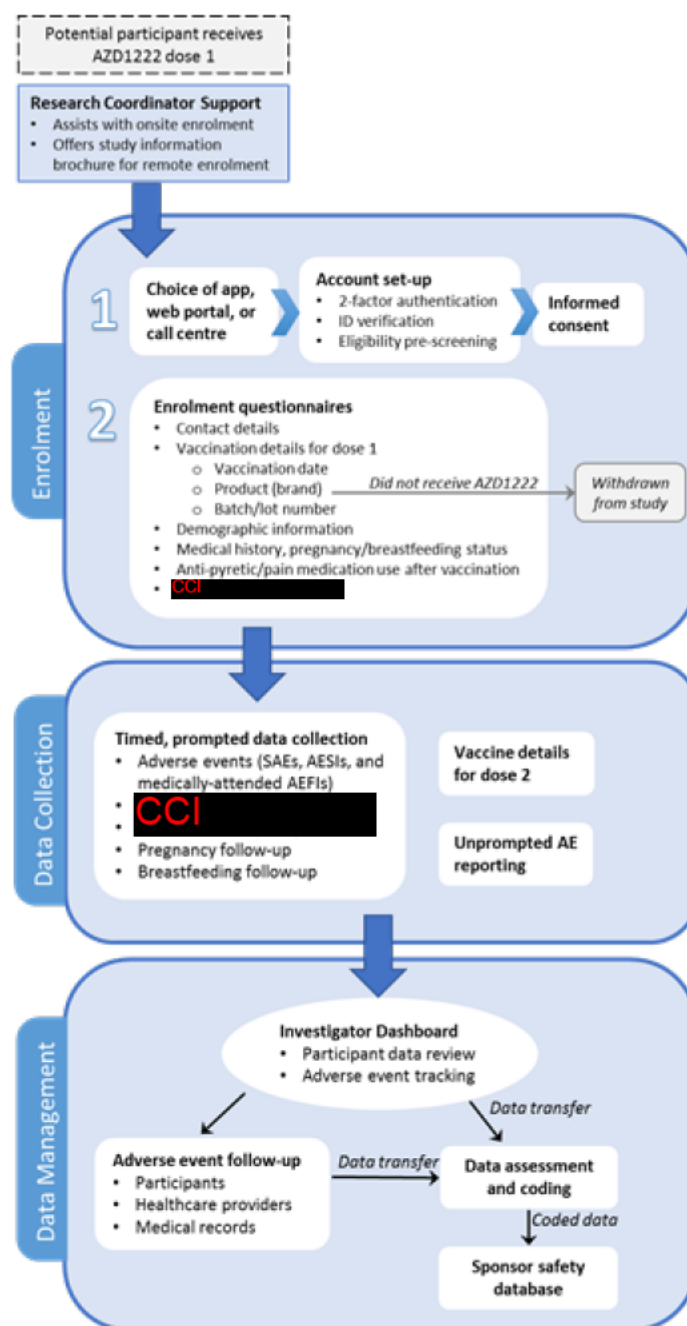 Potential participant receives
AZD1222 dose 1
Research Coordinator Support
• Assists with onsite enrolment
• Offers study information
brochure for remote enrolment
Enrolment
1
Choice of app,
web portal, or
call centre
Account set-up
• 2-factor authentication
• ID verification
• Eligibility pre-screening
Informed
consent
2
Enrolment questionnaires
• Contact details
• Vaccination details for dose 1
o Vaccination date
o Product (brand)
o Batch/lot number
• Demographic information
• Medical history, pregnancy/breastfeeding status
• Anti-pyretic/pain medication use after vaccination
• CCI
Did not receive AZD1222
Withdrawn
from study
Data Collection
Timed, prompted data collection
• Adverse events (SAEs, AESIs, and
medically-attended AEFIs)
• CCI
•
• Pregnancy follow-up
• Breastfeeding follow-up
Vaccine details
for dose 2
Unprompted AE
reporting
Data Management
Investigator Dashboard
• Participant data review
• Adverse event tracking
Data transfer
Adverse event follow-up
• Participants
• Healthcare providers
• Medical records
Data transfer
Data assessment
and coding
Coded data
Sponsor safety
database